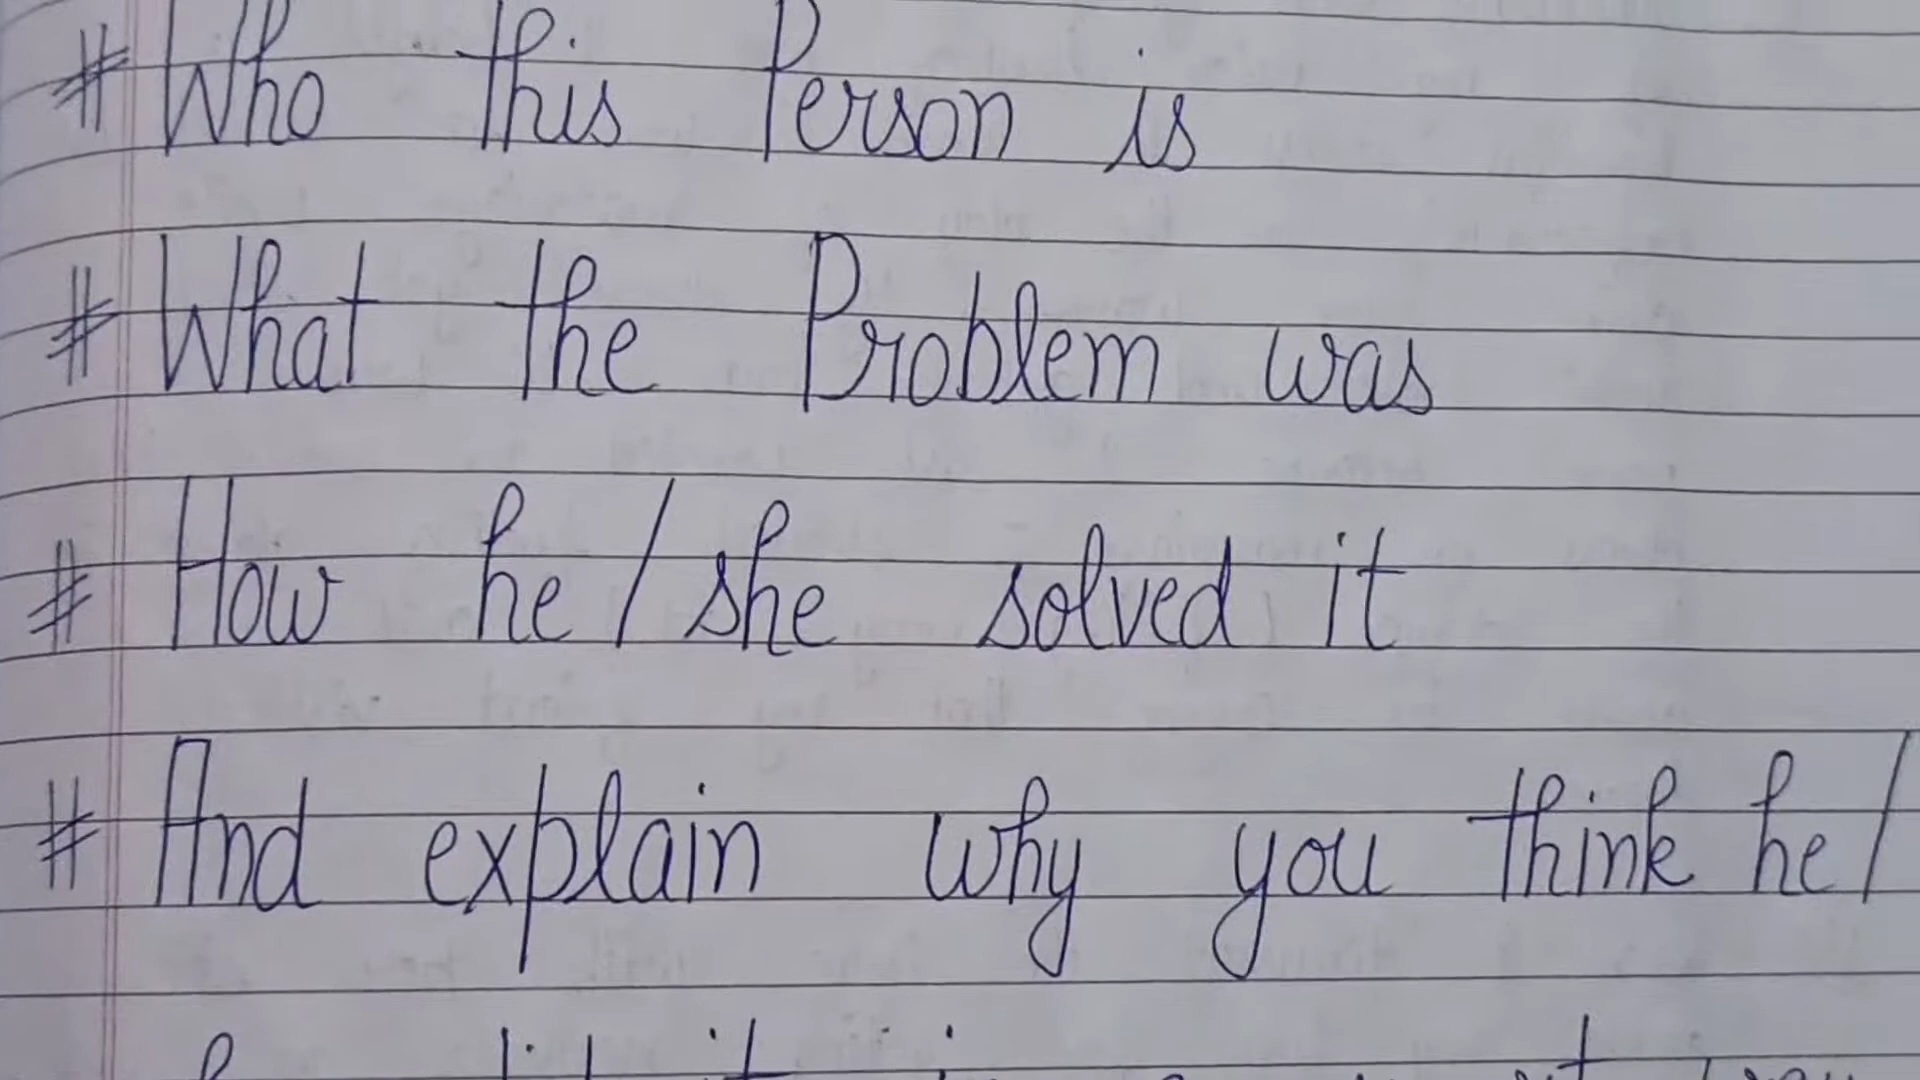 # Who this Person is
# What the Problem was
# How he / she solved it
# And explain why you think he /